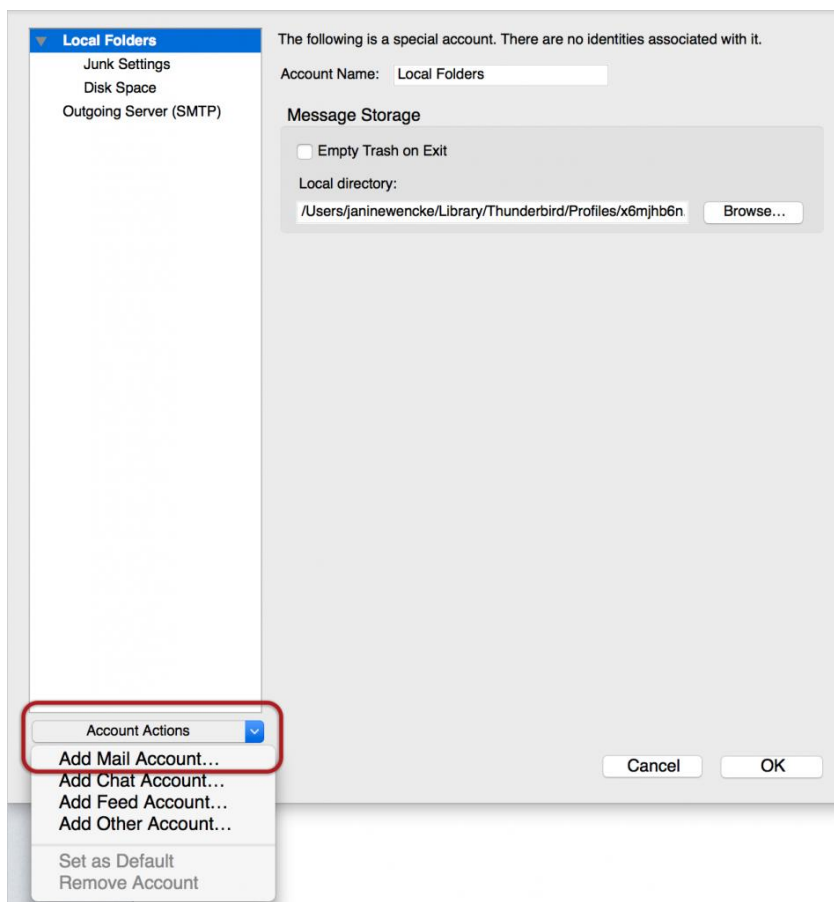 Local Folders
Junk Settings
Disk Space
Outgoing Server (SMTP)
The following is a special account. There are no identities associated with it.
Account Name: Local Folders
Message Storage
Empty Trash on Exit
Local directory:
/Users/janinewencke/Library/Thunderbird/Profiles/x6mjhb6n. Browse...
Account Actions
Add Mail Account...
Add Chat Account...
Add Feed Account...
Add Other Account...
Set as Default
Remove Account
Cancel OK